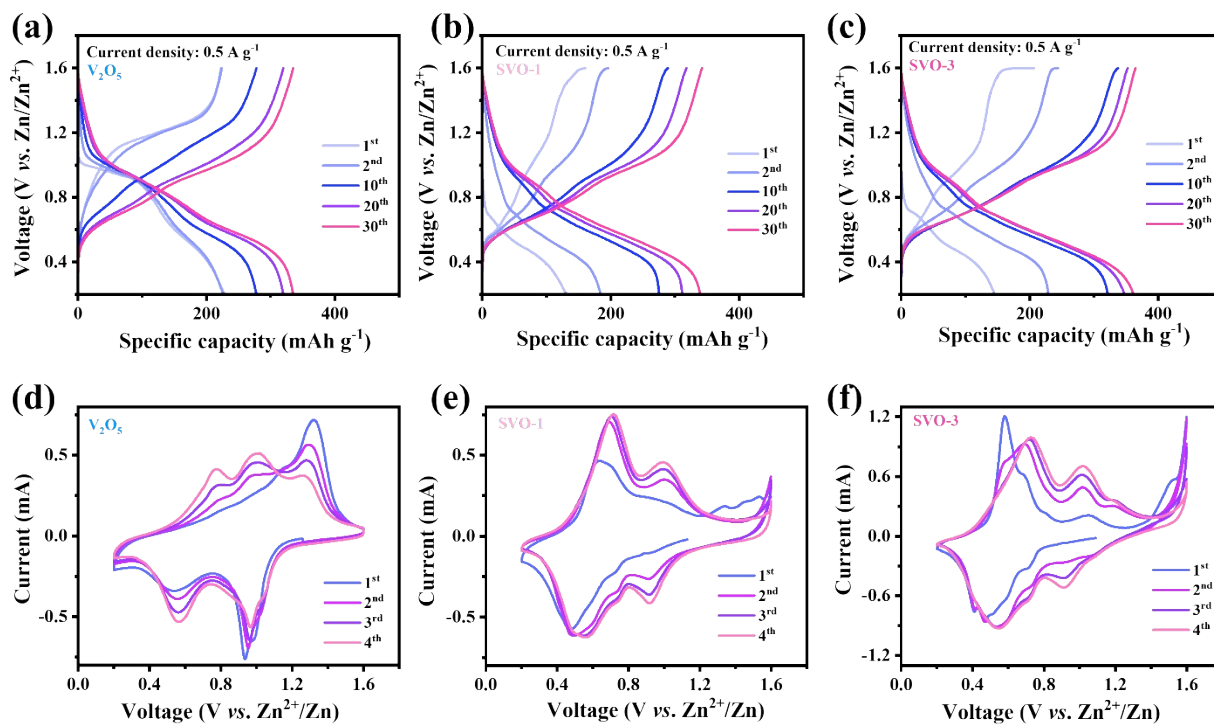 (a)
Current density: 0.5 A g⁻¹
V₂O₅
1.6
1.2
0.8
0.4
Voltage (V vs. Zn/Zn²⁺)
1ˢᵗ
2ⁿᵈ
10ᵗʰ
20ᵗʰ
30ᵗʰ
0
200
400
Specific capacity (mAh g⁻¹)
(b)
Current density: 0.5 A g⁻¹
SVO-1
1.6
1.2
0.8
0.4
Voltage (V vs. Zn/Zn²⁺)
1ˢᵗ
2ⁿᵈ
10ᵗʰ
20ᵗʰ
30ᵗʰ
0
200
400
Specific capacity (mAh g⁻¹)
(c)
Current density: 0.5 A g⁻¹
SVO-3
1.6
1.2
0.8
0.4
Voltage (V vs. Zn/Zn²⁺)
1ˢᵗ
2ⁿᵈ
10ᵗʰ
20ᵗʰ
30ᵗʰ
0
200
400
Specific capacity (mAh g⁻¹)
(d)
V₂O₅
0.5
0.0
-0.5
Current (mA)
1ˢᵗ
2ⁿᵈ
3ʳᵈ
4ᵗʰ
0.0
0.4
0.8
1.2
1.6
Voltage (V vs. Zn²⁺/Zn)
(e)
SVO-1
0.5
0.0
-0.5
Current (mA)
1ˢᵗ
2ⁿᵈ
3ʳᵈ
4ᵗʰ
0.0
0.4
0.8
1.2
1.6
Voltage (V vs. Zn²⁺/Zn)
(f)
SVO-3
1.2
0.6
0.0
-0.6
-1.2
Current (mA)
1ˢᵗ
2ⁿᵈ
3ʳᵈ
4ᵗʰ
0.0
0.4
0.8
1.2
1.6
Voltage (V vs. Zn²⁺/Zn)